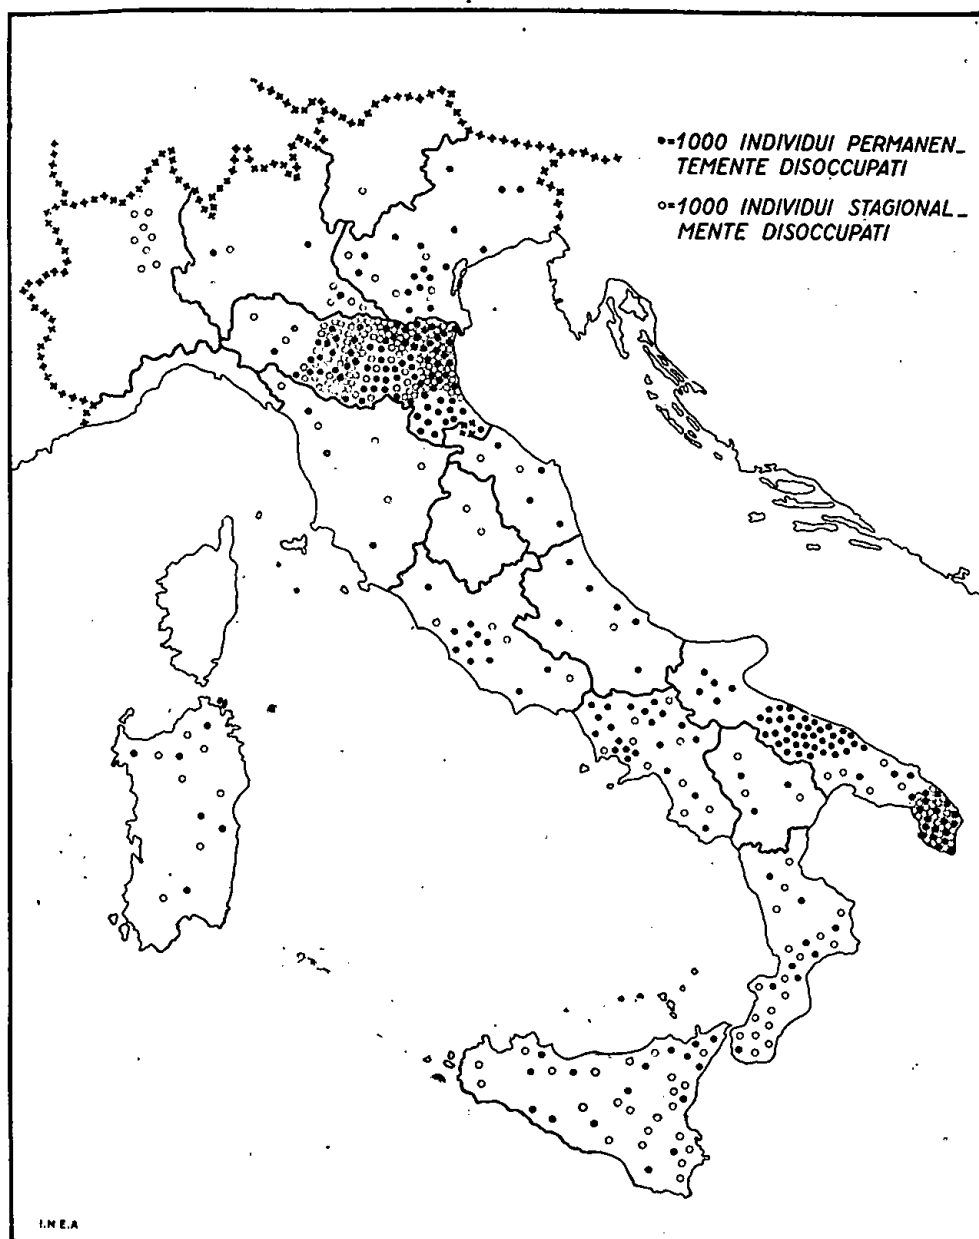 ●=1000 INDIVIDUI PERMANEN_
TEMENTE DISOCCUPATI
○=1000 INDIVIDUI STAGIONAL_
MENTE DISOCCUPATI
I.N.E.A